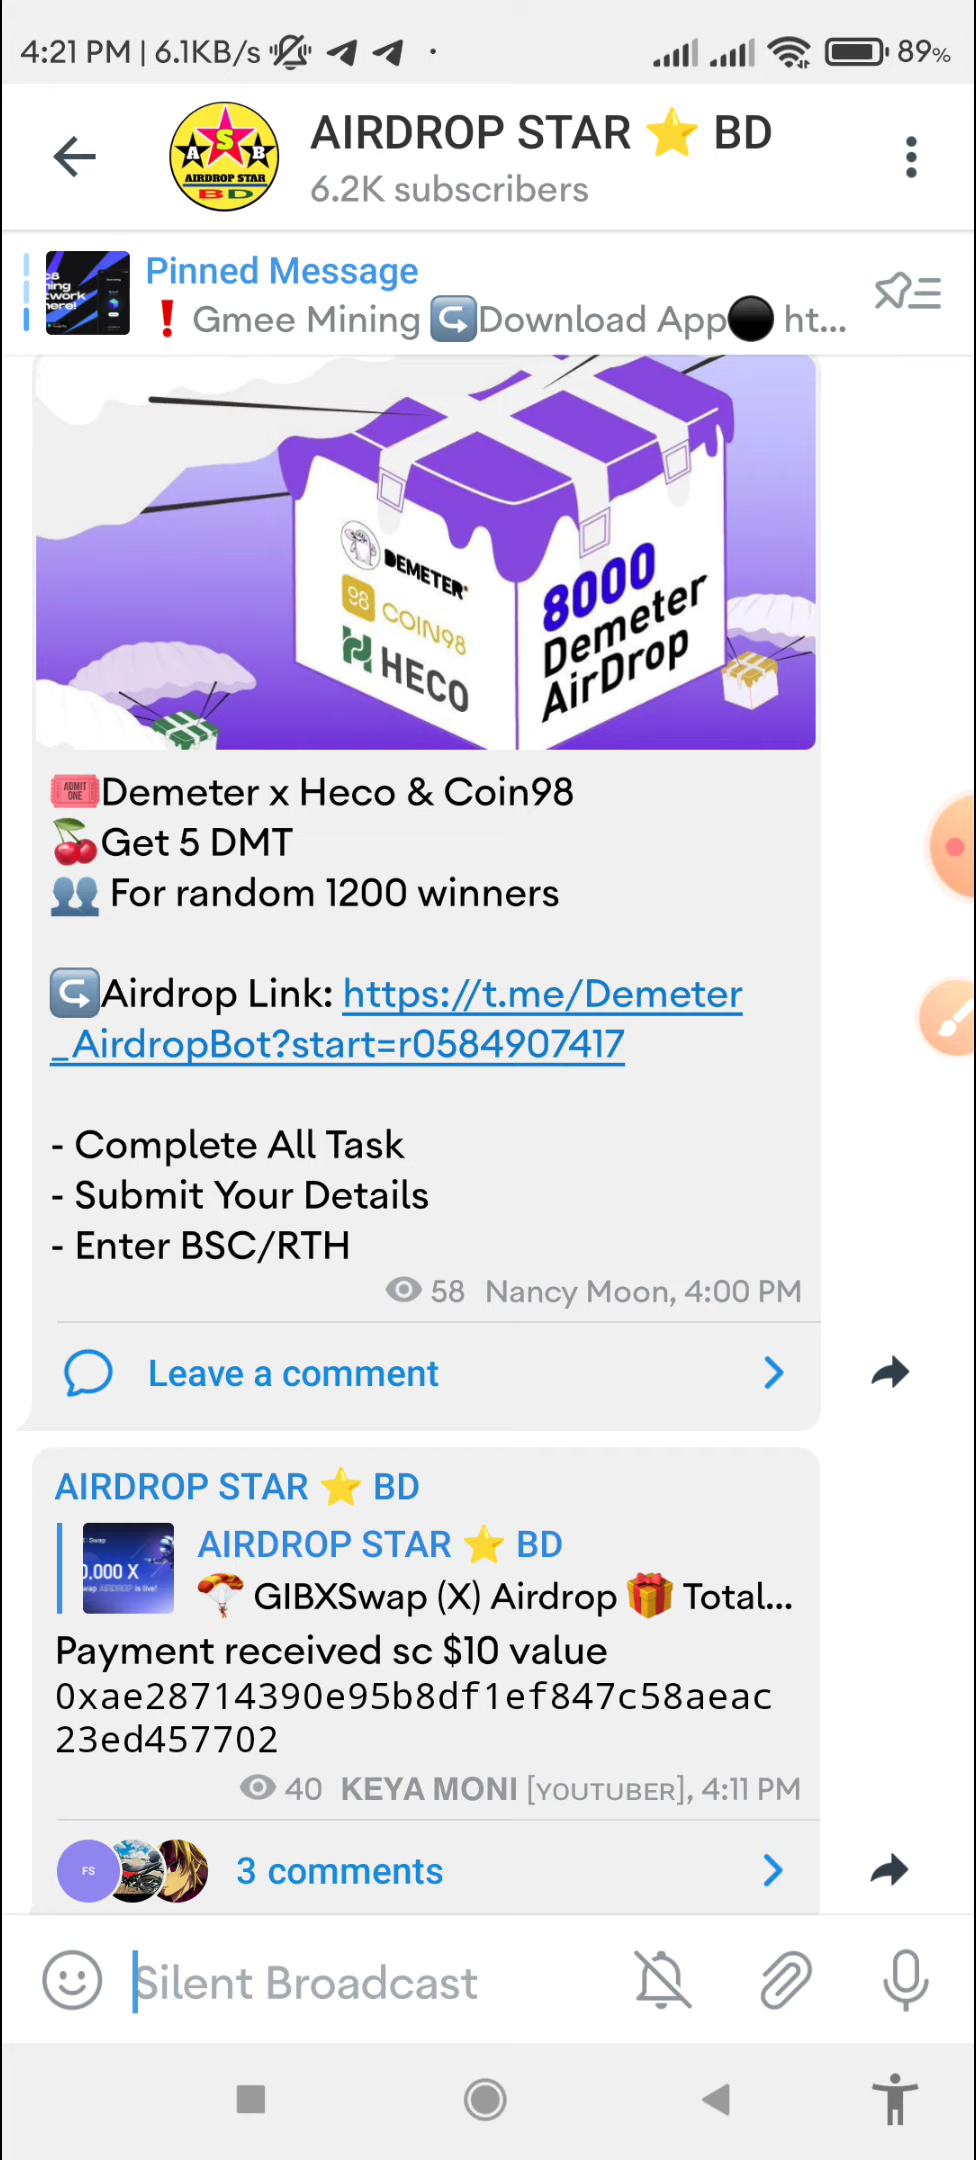 4:21 PM | 6.1KB/s
89%
A S B
AIRDROP STAR
BD
AIRDROP STAR ⭐ BD
6.2K subscribers
Pinned Message
❗ Gmee Mining ↪️Download App⚫ ht...
DEMETER
98 COIN98
HECO
8000
Demeter
AirDrop
🎟️Demeter x Heco & Coin98
🍒Get 5 DMT
👥 For random 1200 winners
↪️Airdrop Link: https://t.me/Demeter
_AirdropBot?start=r0584907417
- Complete All Task
- Submit Your Details
- Enter BSC/RTH
58 Nancy Moon, 4:00 PM
Leave a comment
AIRDROP STAR ⭐ BD
AIRDROP STAR ⭐ BD
🪂 GIBXSwap (X) Airdrop 🎁 Total...
Payment received sc $10 value
0xae28714390e95b8df1ef847c58aeac
23ed457702
40 KEYA MONI [YOUTUBER], 4:11 PM
FS
3 comments
Silent Broadcast